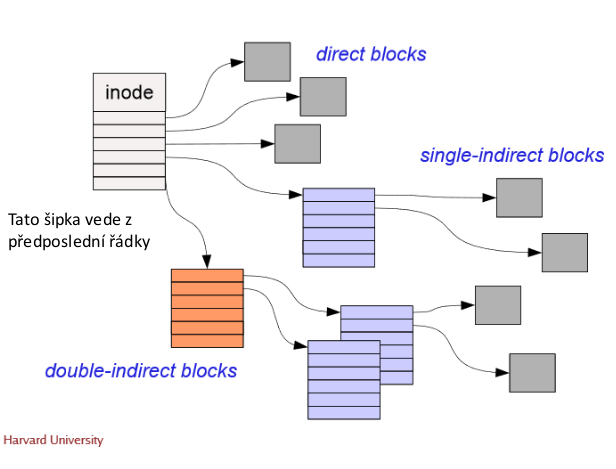 direct blocks
inode
single-indirect blocks
Tato šipka vede z
předposlední řádky
double-indirect blocks
Harvard University